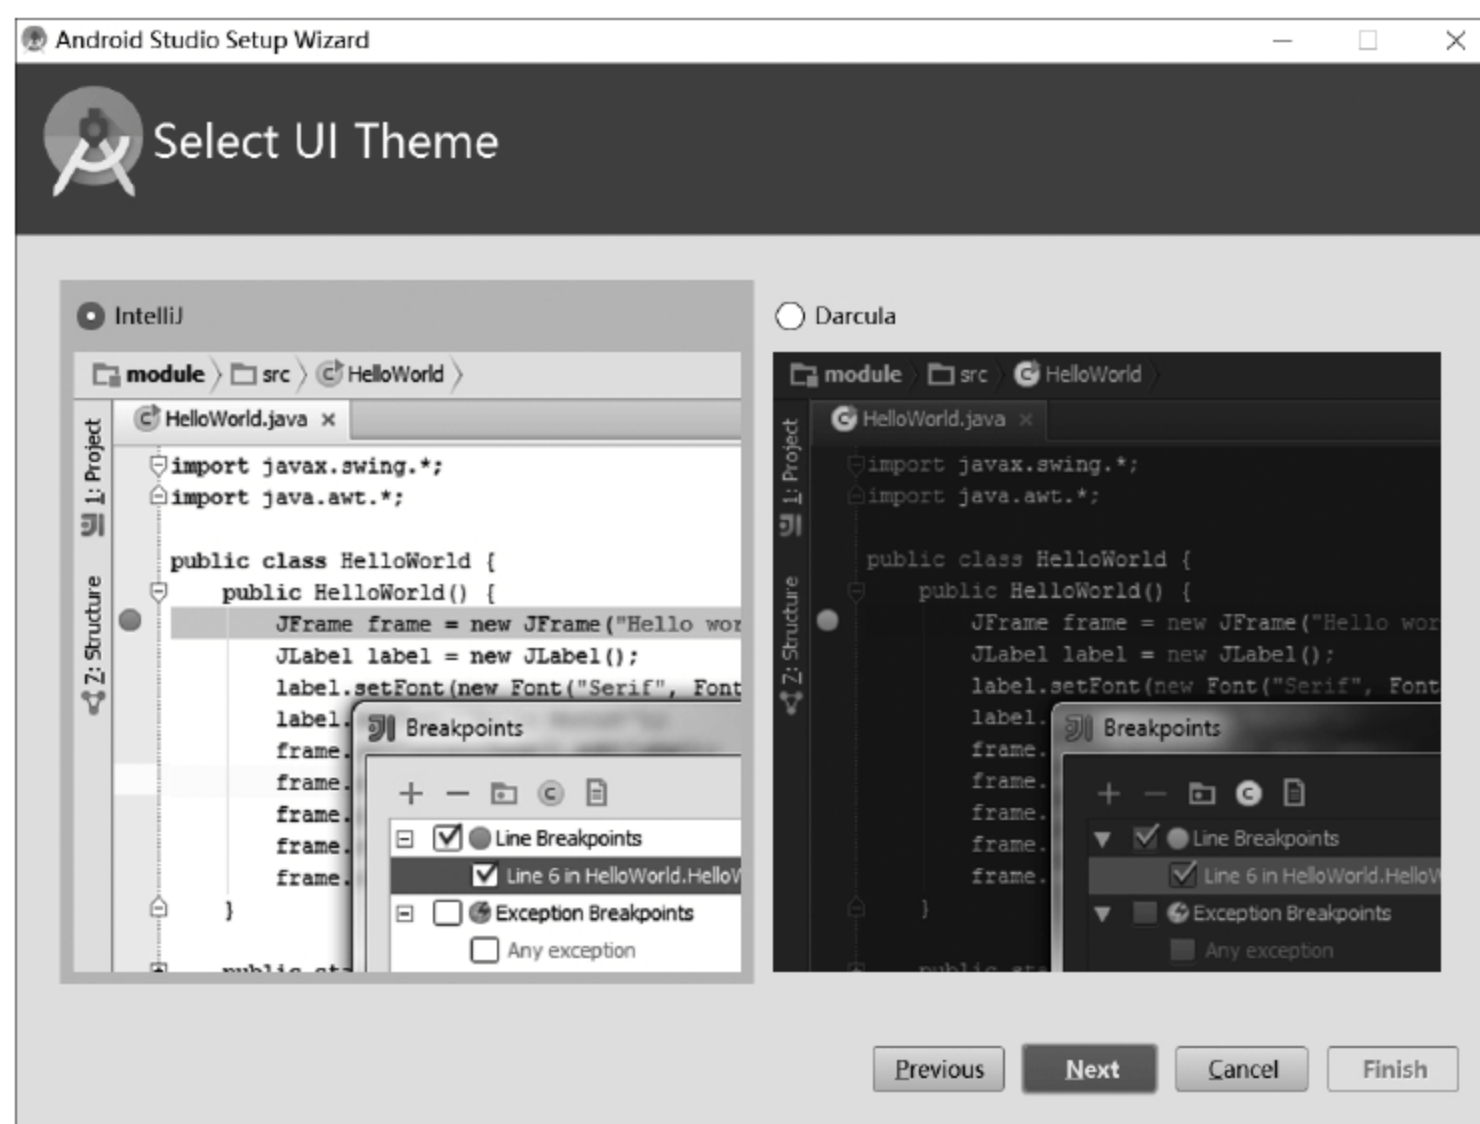 Android Studio Setup Wizard
Select UI Theme
IntelliJ
module src HelloWorld
HelloWorld.java ×
1: Project
Z: Structure
import javax.swing.*;
import java.awt.*;
public class HelloWorld {
public HelloWorld() {
JFrame frame = new JFrame("Hello wor
JLabel label = new JLabel();
label.setFont(new Font("Serif", Font
label.
frame.
frame.
frame.
frame.
frame.
}
Breakpoints
Line Breakpoints
Line 6 in HelloWorld.HelloW
Exception Breakpoints
Any exception
public sta
Darcula
module src HelloWorld
HelloWorld.java ×
1: Project
Z: Structure
import javax.swing.*;
import java.awt.*;
public class HelloWorld {
public HelloWorld() {
JFrame frame = new JFrame("Hello wor
JLabel label = new JLabel();
label.setFont(new Font("Serif", Font
label.
frame.
frame.
frame.
frame.
frame.
}
Breakpoints
Line Breakpoints
Line 6 in HelloWorld.HelloW
Exception Breakpoints
Any exception
public sta
Previous
Next
Cancel
Finish